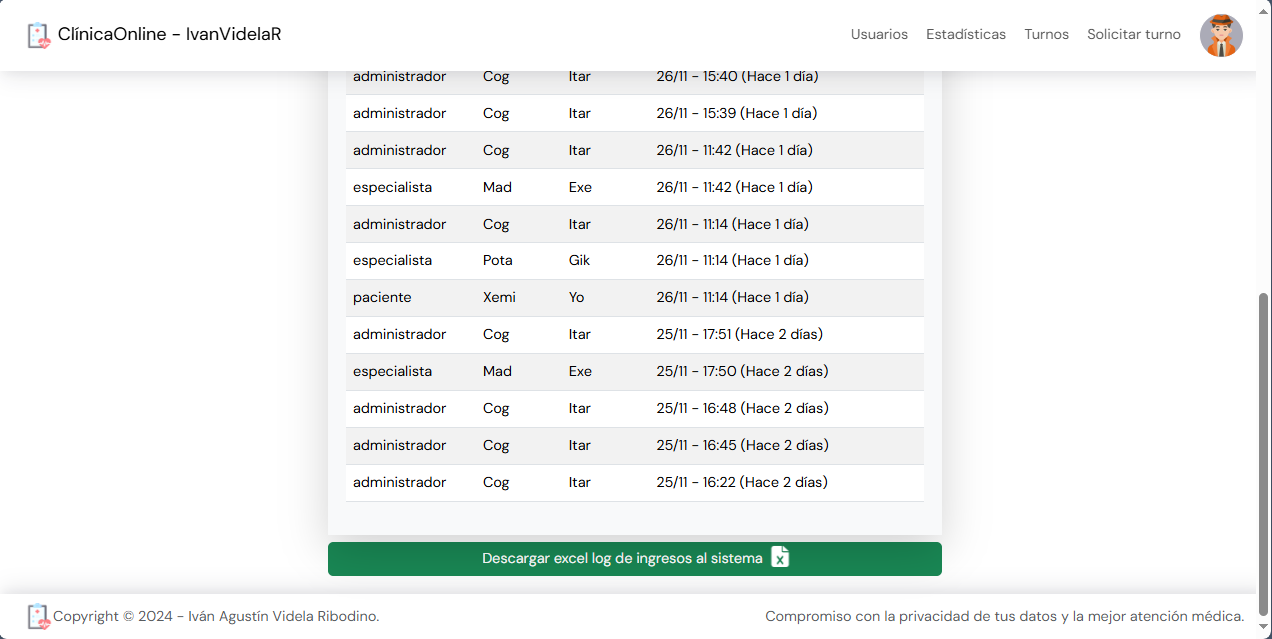 ClínicaOnline - IvanVidelaR Usuarios Estadísticas Turnos Solicitar turno
administrador Cog Itar 26/11 - 15:40 (Hace 1 día)
administrador Cog Itar 26/11 - 15:39 (Hace 1 día)
administrador Cog Itar 26/11 - 11:42 (Hace 1 día)
especialista Mad Exe 26/11 - 11:42 (Hace 1 día)
administrador Cog Itar 26/11 - 11:14 (Hace 1 día)
especialista Pota Gik 26/11 - 11:14 (Hace 1 día)
paciente Xemi Yo 26/11 - 11:14 (Hace 1 día)
administrador Cog Itar 25/11 - 17:51 (Hace 2 días)
especialista Mad Exe 25/11 - 17:50 (Hace 2 días)
administrador Cog Itar 25/11 - 16:48 (Hace 2 días)
administrador Cog Itar 25/11 - 16:45 (Hace 2 días)
administrador Cog Itar 25/11 - 16:22 (Hace 2 días)
Descargar excel log de ingresos al sistema
Copyright © 2024 - Iván Agustín Videla Ribodino. Compromiso con la privacidad de tus datos y la mejor atención médica.